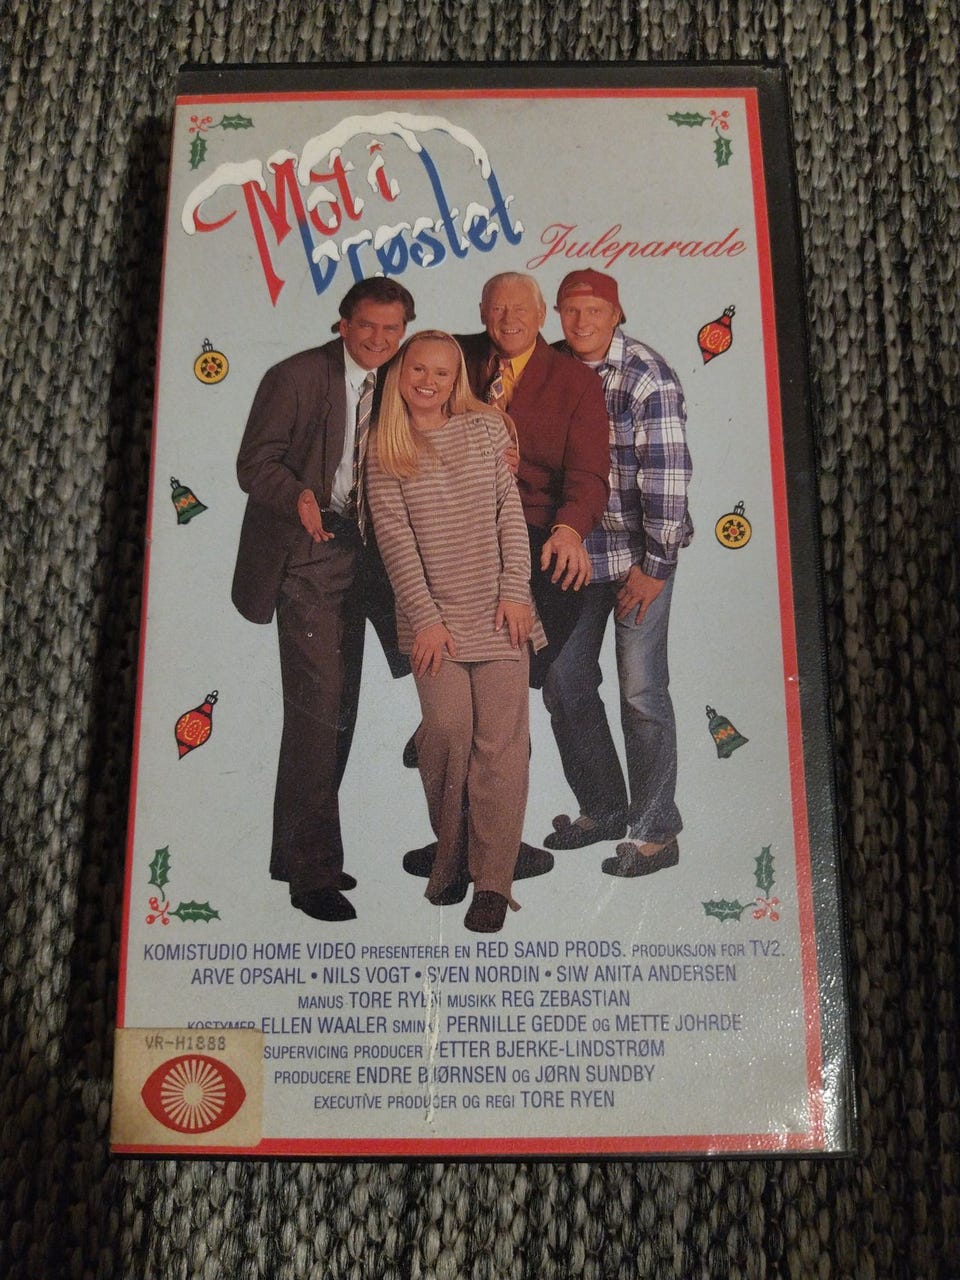 Mot i
brøstet
Juleparade
KOMISTUDIO HOME VIDEO PRESENTERER EN RED SAND PRODS. PRODUKSJON FOR TV2.
ARVE OPSAHL • NILS VOGT • SVEN NORDIN • SIW ANITA ANDERSEN
MANUS TORE RYEN MUSIKK REG ZEBASTIAN
KOSTYMER ELLEN WAALER SMINK PERNILLE GEDDE OG METTE JOHRDE
VR-H1888
SUPERVICING PRODUCER PETTER BJERKE-LINDSTRØM
PRODUCERE ENDRE BJØRNSEN OG JØRN SUNDBY
EXECUTIVE PRODUCER OG REGI TORE RYEN